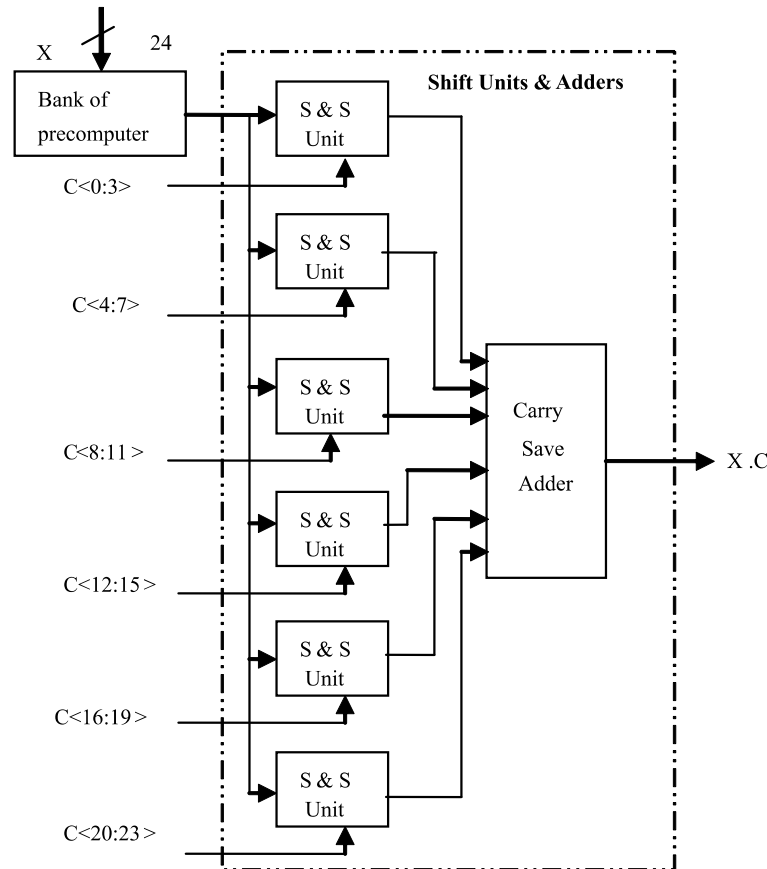 X
24
Bank of
precomputer
Shift Units & Adders
S & S
Unit
C<0:3>
S & S
Unit
C<4:7>
S & S
Unit
C<8:11>
Carry
Save
Adder
X .C
S & S
Unit
C<12:15>
S & S
Unit
C<16:19>
S & S
Unit
C<20:23>